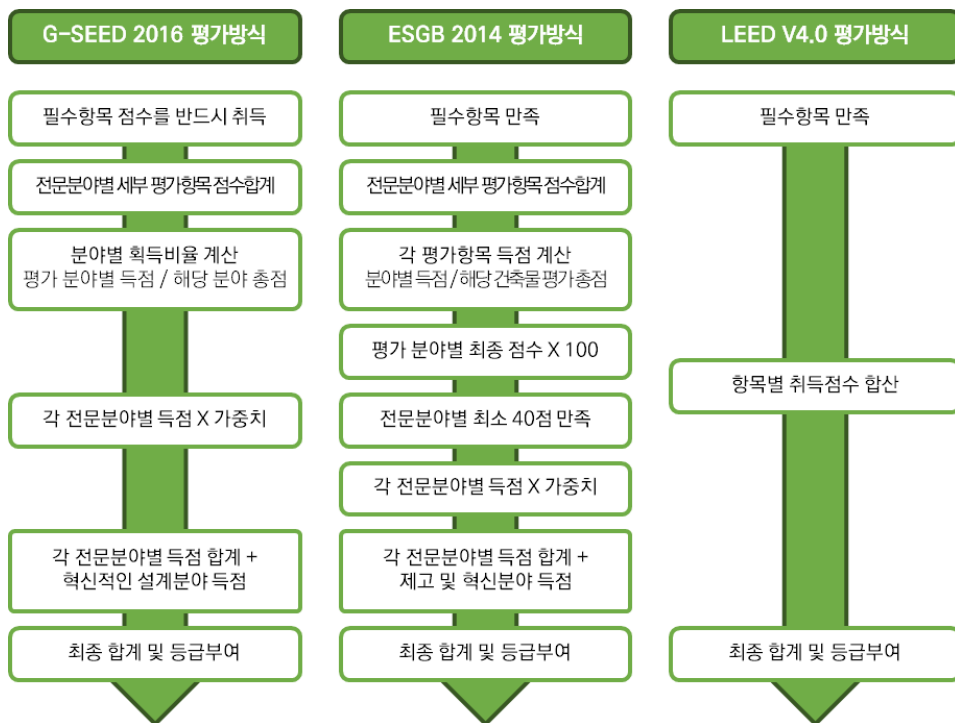 G-SEED 2016 평가방식
필수항목 점수를 반드시 취득
전문분야별 세부 평가항목 점수합계
분야별 획득비율 계산
평가 분야별 득점 / 해당 분야 총점
각 전문분야별 득점 X 가중치
각 전문분야별 득점 합계 +
혁신적인 설계분야 득점
최종 합계 및 등급부여
ESGB 2014 평가방식
필수항목 만족
전문분야별 세부 평가항목 점수합계
각 평가항목 득점 계산
분야별 득점 / 해당 건축물 평가 총점
평가 분야별 최종 점수 X 100
전문분야별 최소 40점 만족
각 전문분야별 득점 X 가중치
각 전문분야별 득점 합계 +
제고 및 혁신분야 득점
최종 합계 및 등급부여
LEED V4.0 평가방식
필수항목 만족
항목별 취득점수 합산
최종 합계 및 등급부여